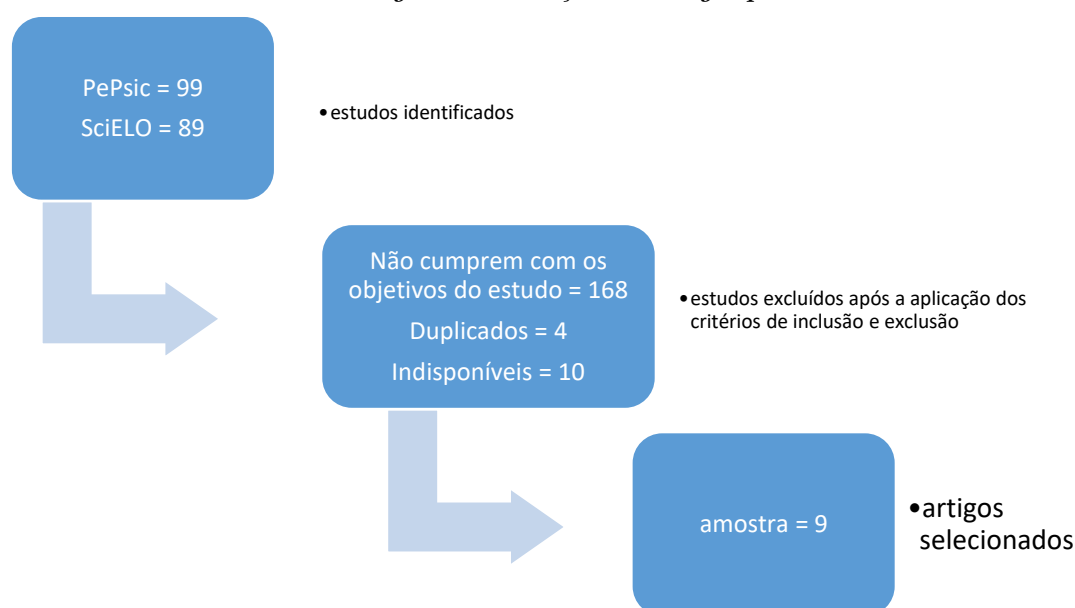 PePsic = 99
SciELO = 89
•estudos identificados
Não cumprem com os
objetivos do estudo = 168
Duplicados = 4
Indisponíveis = 10
•estudos excluídos após a aplicação dos
critérios de inclusão e exclusão
amostra = 9
•artigos
selecionados